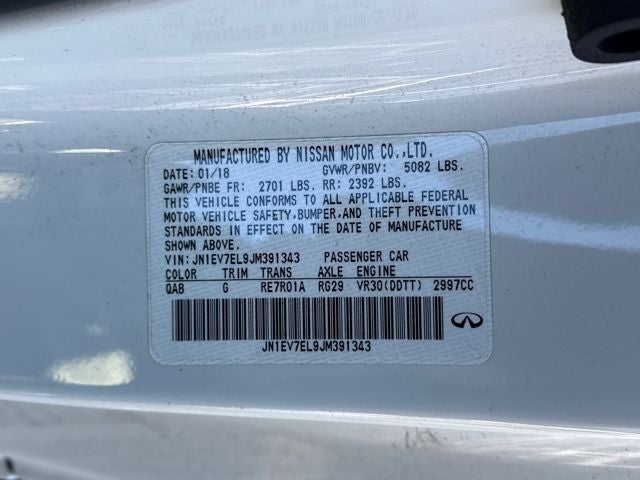 MANUFACTURED BY NISSAN MOTOR CO.,LTD.
DATE: 01/18 GVWR/PNBV: 5082 LBS.
GAWR/PNBE FR: 2701 LBS. RR: 2392 LBS.
THIS VEHICLE CONFORMS TO ALL APPLICABLE FEDERAL
MOTOR VEHICLE SAFETY,BUMPER,AND THEFT PREVENTION
STANDARDS IN EFFECT ON THE DATE OF MANUFACTURE
SHOWN ABOVE.
VIN: JN1EV7EL9JM391343 PASSENGER CAR
COLOR TRIM TRANS AXLE ENGINE
QAB G RE7R01A RG29 VR30(DDTT) 2997CC
JN1EV7EL9JM391343